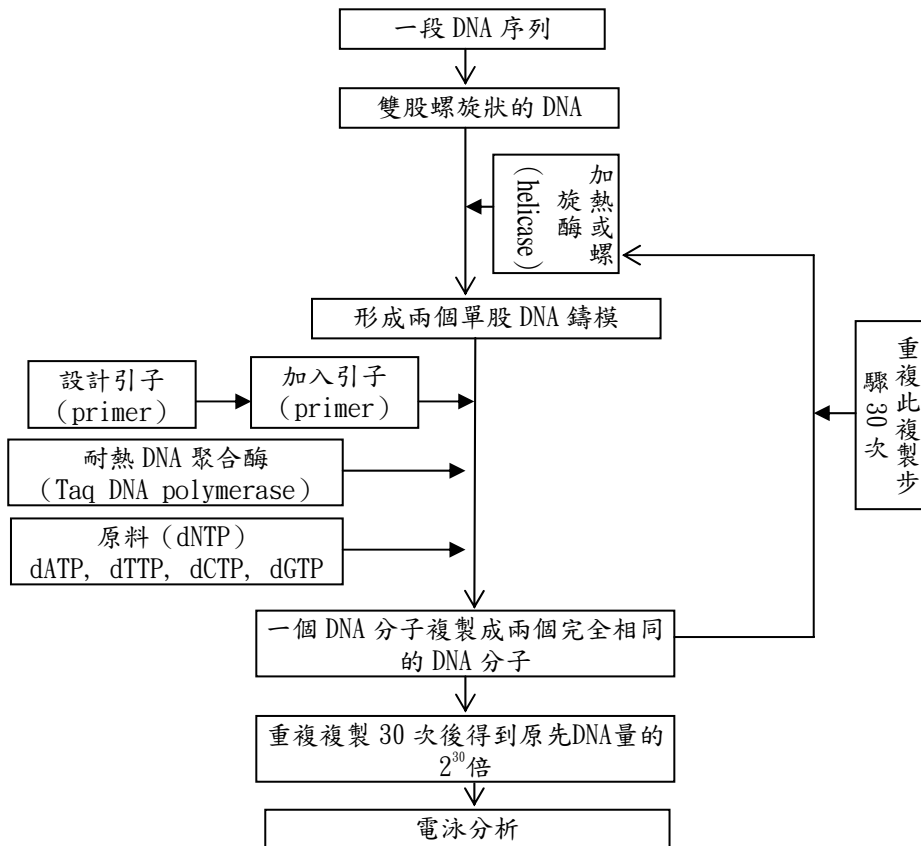 一段 DNA 序列
雙股螺旋狀的 DNA
加熱或螺
旋酶
(helicase)
形成兩個單股 DNA 鑄模
設計引子
（primer）
加入引子
（primer）
重複此複製步
驟 30 次
耐熱 DNA 聚合酶
（Taq DNA polymerase）
原料（dNTP）
dATP, dTTP, dCTP, dGTP
一個 DNA 分子複製成兩個完全相同
的 DNA 分子
重複複製 30 次後得到原先DNA量的
2³⁰倍
電泳分析